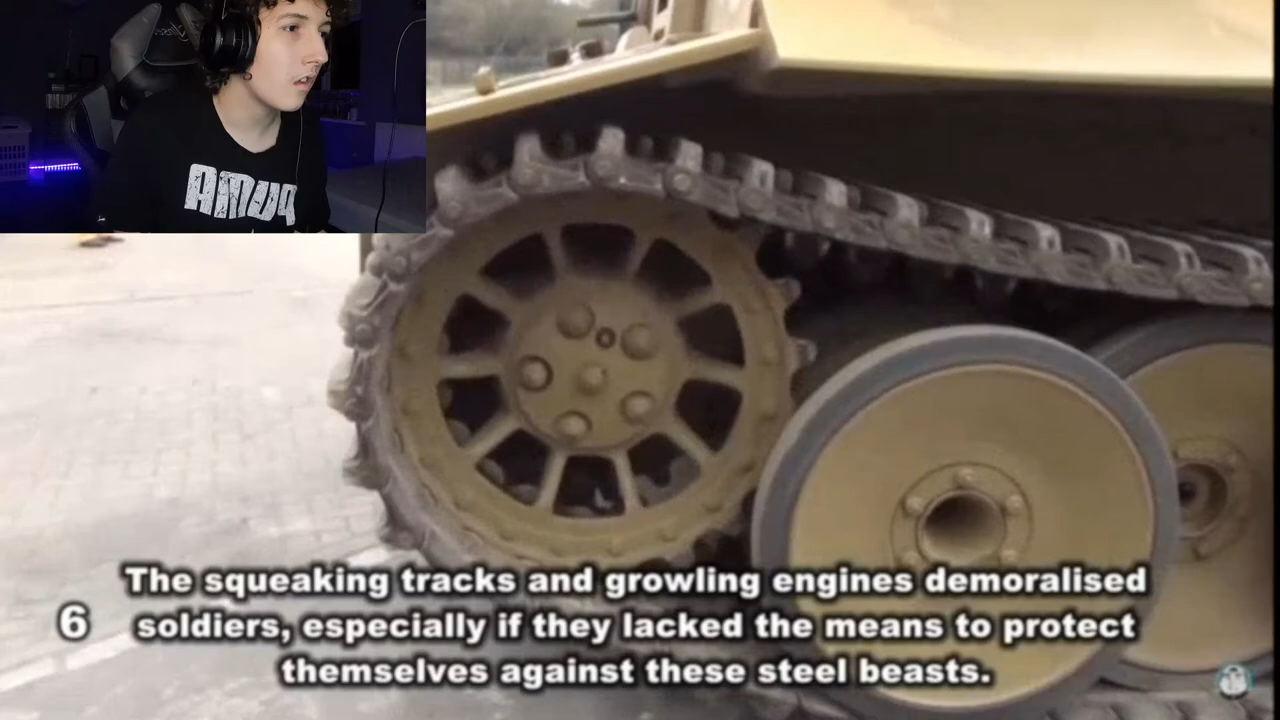 AMUQ
The squeaking tracks and growling engines demoralised
6 soldiers, especially if they lacked the means to protect
themselves against these steel beasts.